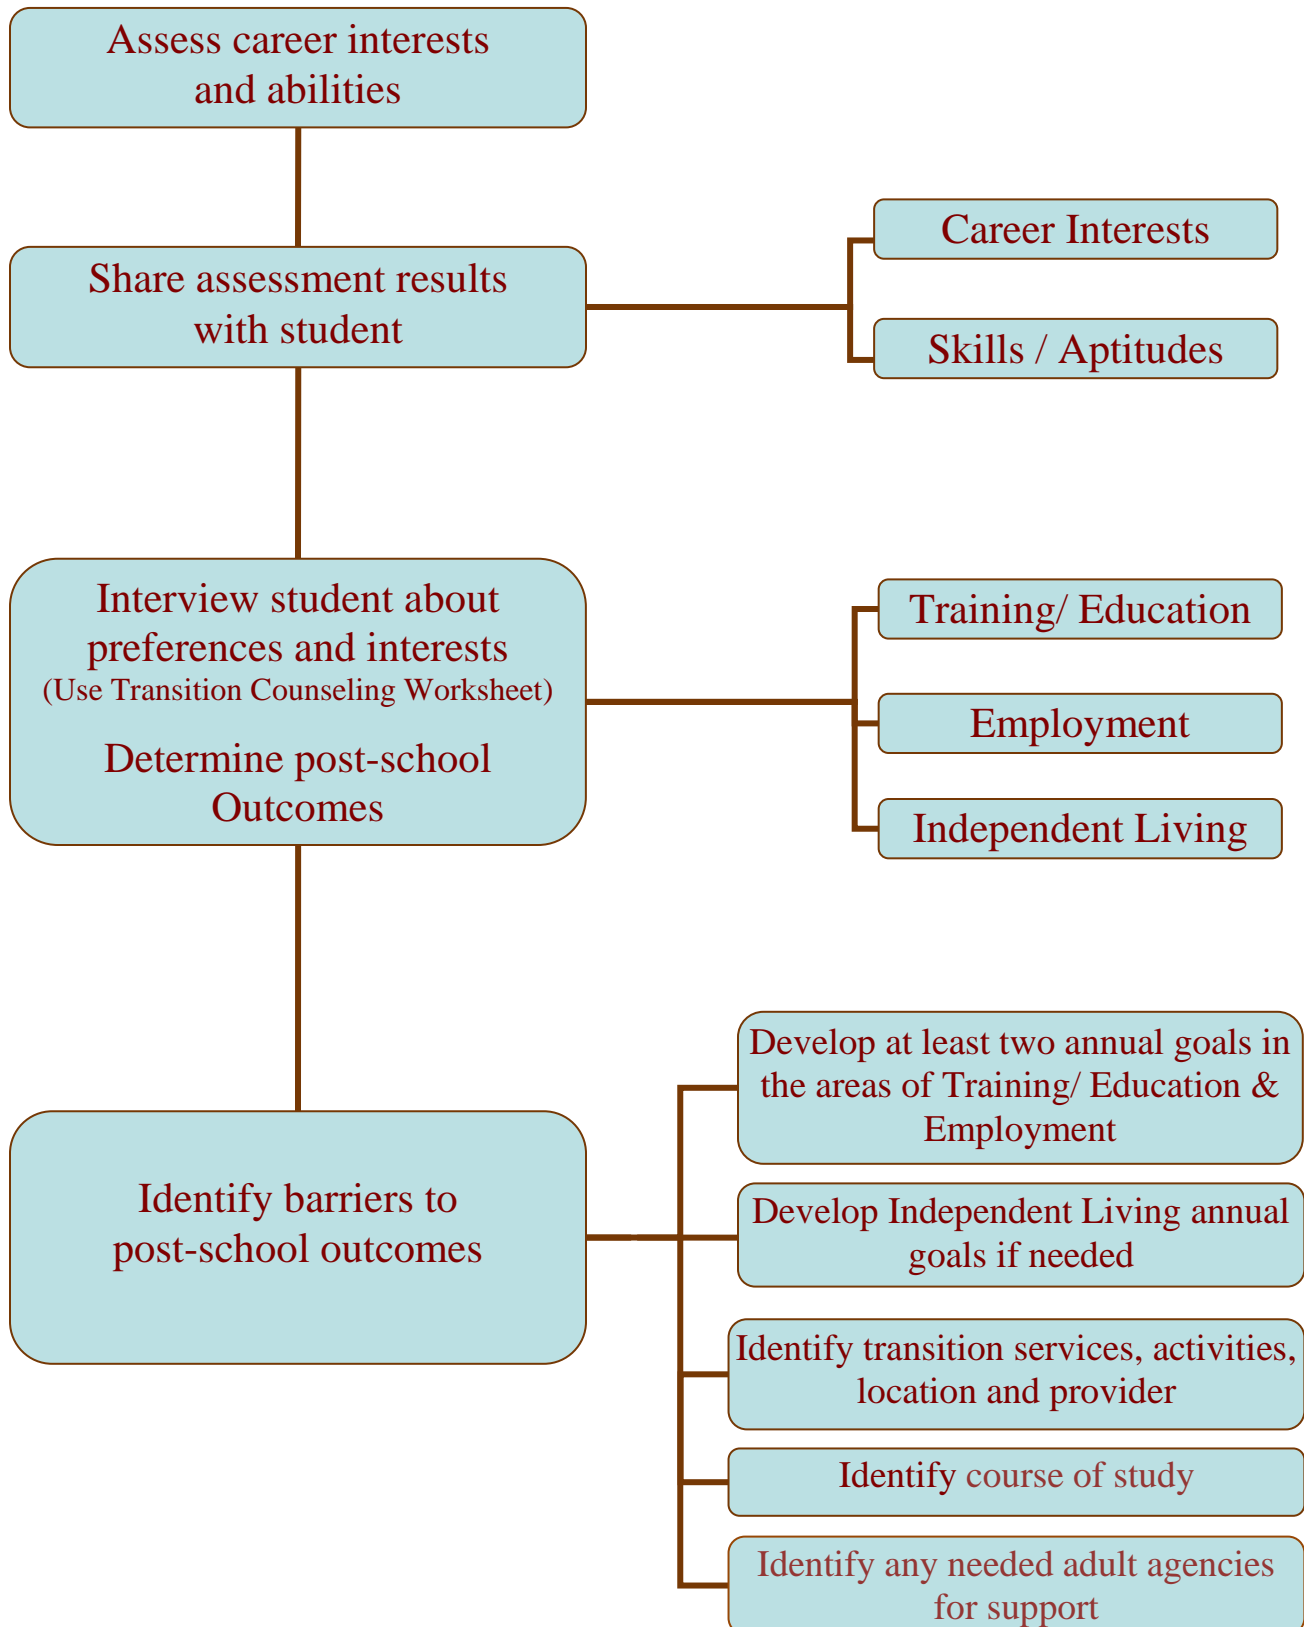 Assess career interests
and abilities
Share assessment results
with student
Career Interests
Skills / Aptitudes
Interview student about
preferences and interests
(Use Transition Counseling Worksheet)
Determine post-school
Outcomes
Training/ Education
Employment
Independent Living
Identify barriers to
post-school outcomes
Develop at least two annual goals in
the areas of Training/ Education &
Employment
Develop Independent Living annual
goals if needed
Identify transition services, activities,
location and provider
Identify course of study
Identify any needed adult agencies
for support